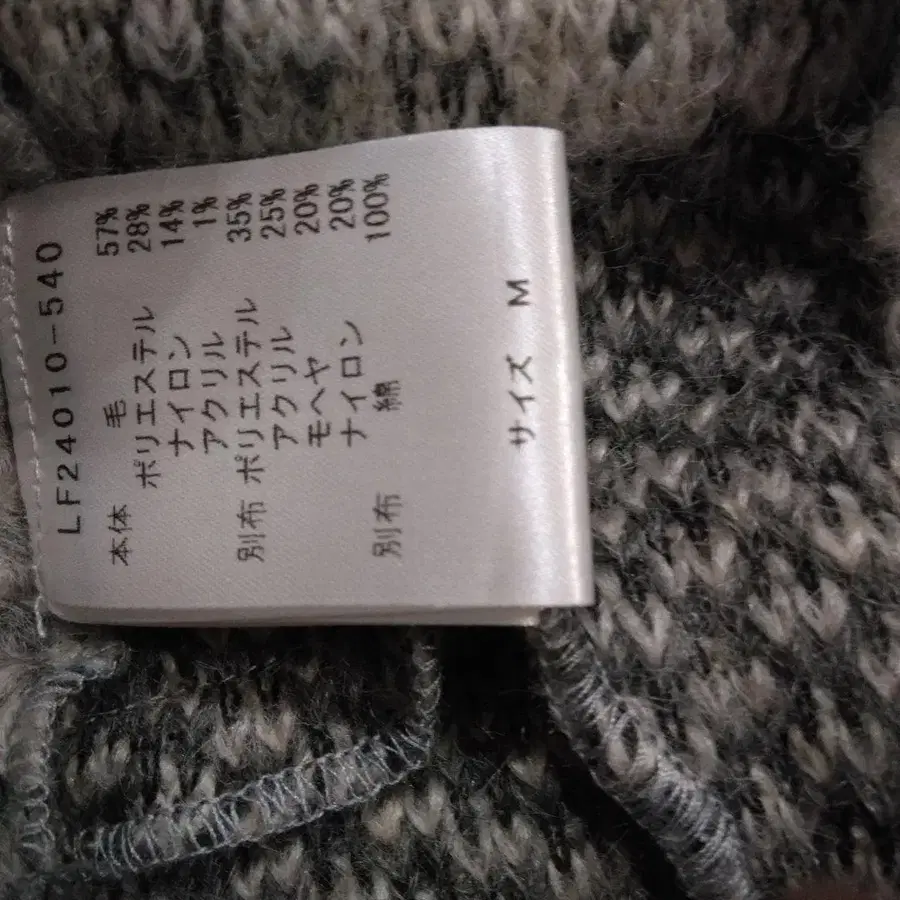 LF24010-540
本体 毛 57%
ポリエステル 28%
ナイロン 14%
アクリル 1%
別布 ポリエステル 35%
アクリル 25%
モヘヤ 20%
ナイロン 20%
別布 綿 100%
サイズ M